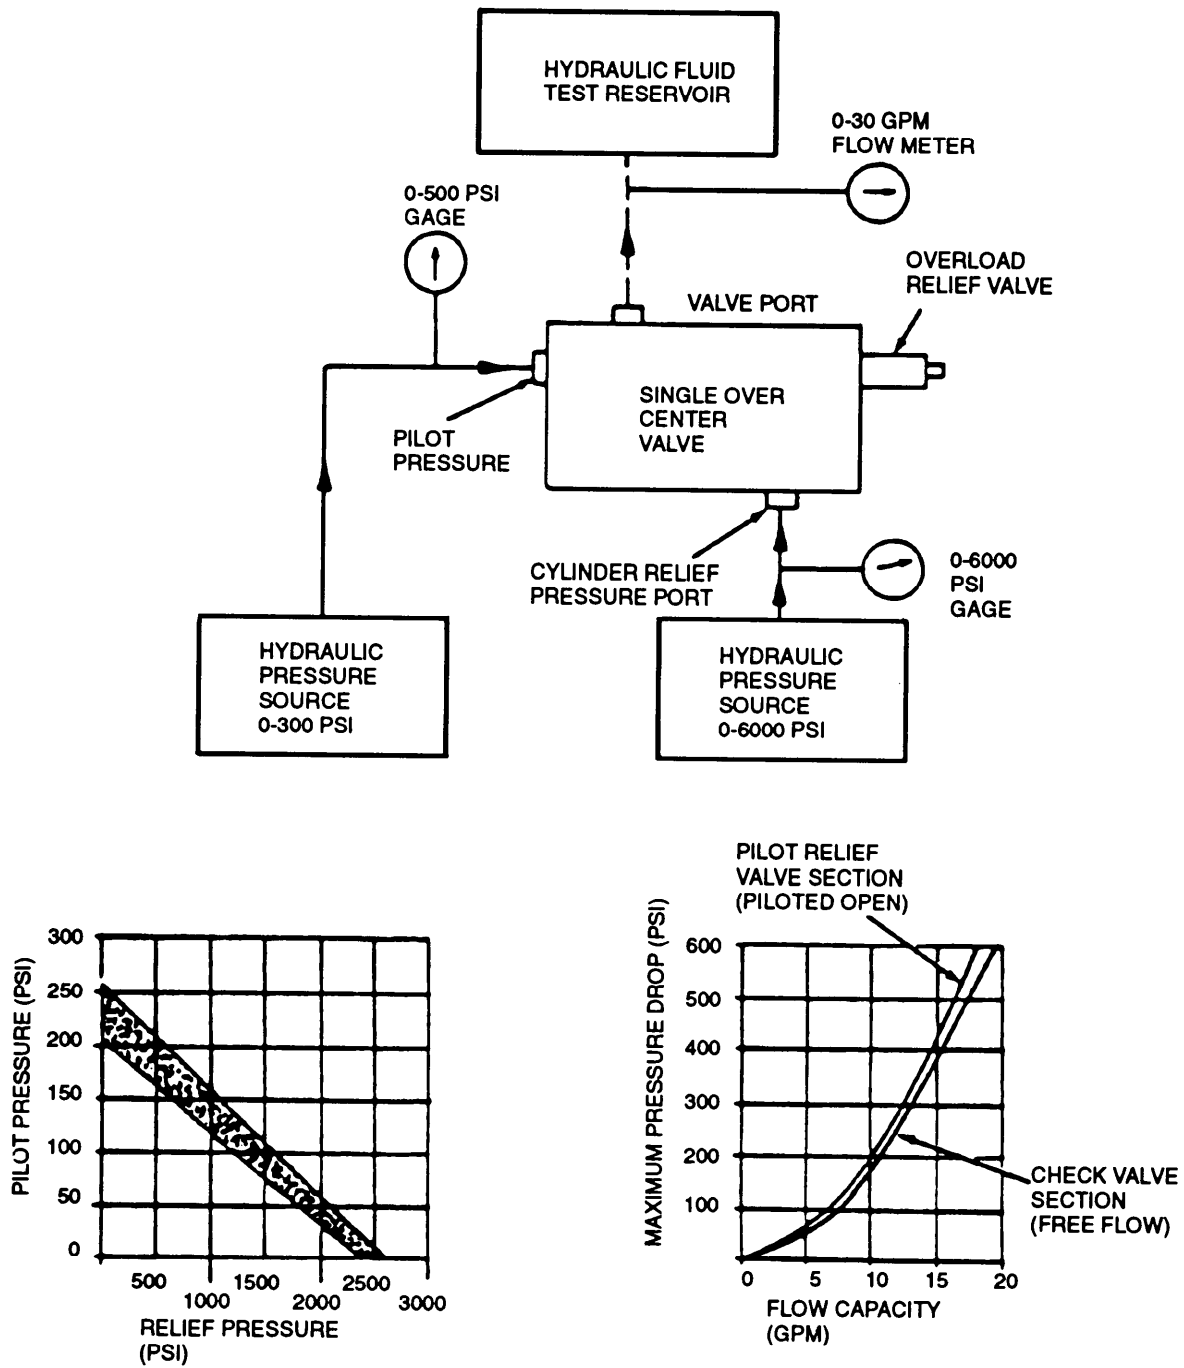 HYDRAULIC FLUID
TEST RESERVOIR
0-30 GPM
FLOW METER
0-500 PSI
GAGE
OVERLOAD
RELIEF VALVE
VALVE PORT
SINGLE OVER
CENTER
VALVE
PILOT
PRESSURE
CYLINDER RELIEF
PRESSURE PORT
0-6000
PSI
GAGE
HYDRAULIC
PRESSURE
SOURCE
0-300 PSI
HYDRAULIC
PRESSURE
SOURCE
0-6000 PSI
PILOT PRESSURE (PSI)
300
250
200
150
100
50
0
500 1500 2500
1000 2000 3000
RELIEF PRESSURE
(PSI)
PILOT RELIEF
VALVE SECTION
(PILOTED OPEN)
MAXIMUM PRESSURE DROP (PSI)
600
500
400
300
200
100
CHECK VALVE
SECTION
(FREE FLOW)
0 5 10 15 20
FLOW CAPACITY
(GPM)